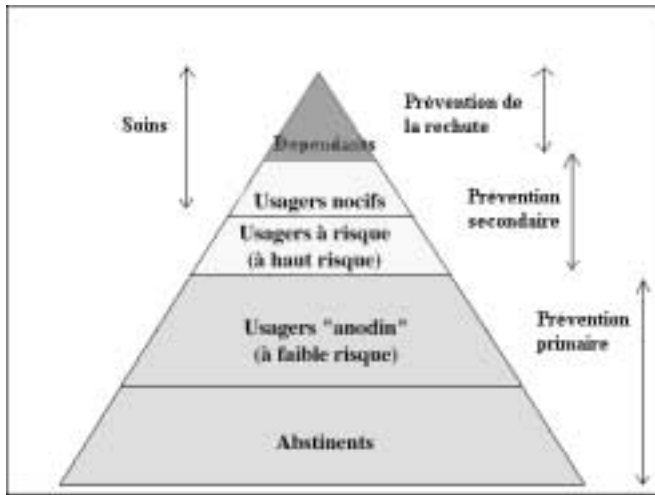 Soins
Prévention de
la rechute
Dependants
Usagers nocifs
Prévention
secondaire
Usagers à risque
(à haut risque)
Usagers "anodin"
(à faible risque)
Prévention
primaire
Abstinents